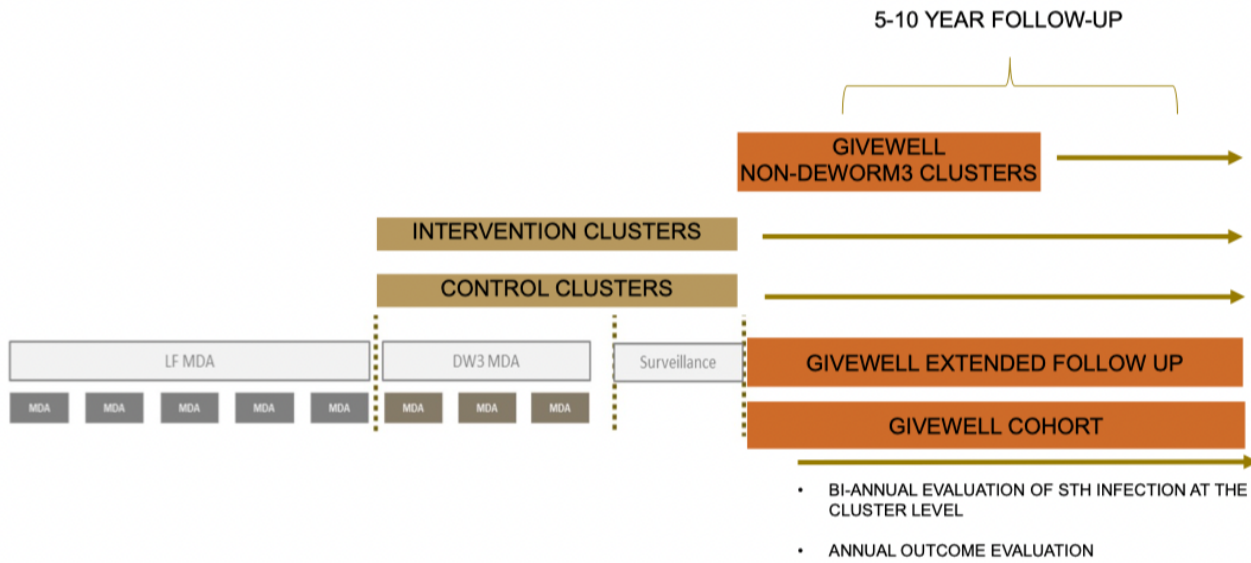 5-10 YEAR FOLLOW-UP
GIVEWELL
NON-DEWORM3 CLUSTERS
INTERVENTION CLUSTERS
CONTROL CLUSTERS
LF MDA
DW3 MDA
Surveillance
GIVEWELL EXTENDED FOLLOW UP
MDA
MDA
MDA
MDA
MDA
MDA
MDA
MDA
GIVEWELL COHORT
• BI-ANNUAL EVALUATION OF STH INFECTION AT THE
CLUSTER LEVEL
• ANNUAL OUTCOME EVALUATION